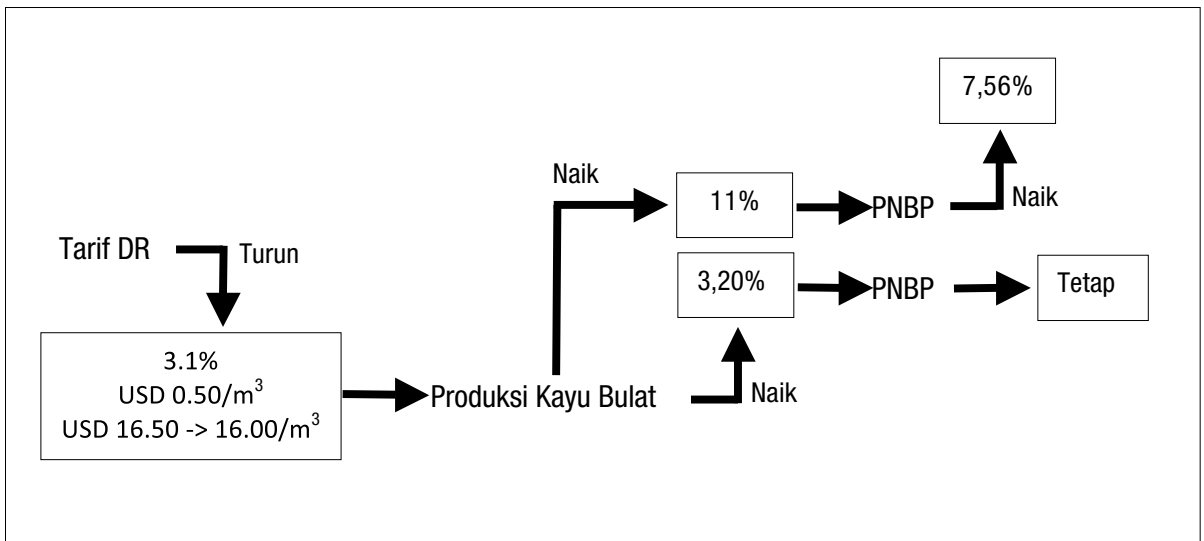 7,56%
Naik
11%
PNBP
Naik
Tarif DR
Turun
3,20%
PNBP
Tetap
3.1%
USD 0.50/m³
USD 16.50 -> 16.00/m³
Produksi Kayu Bulat
Naik